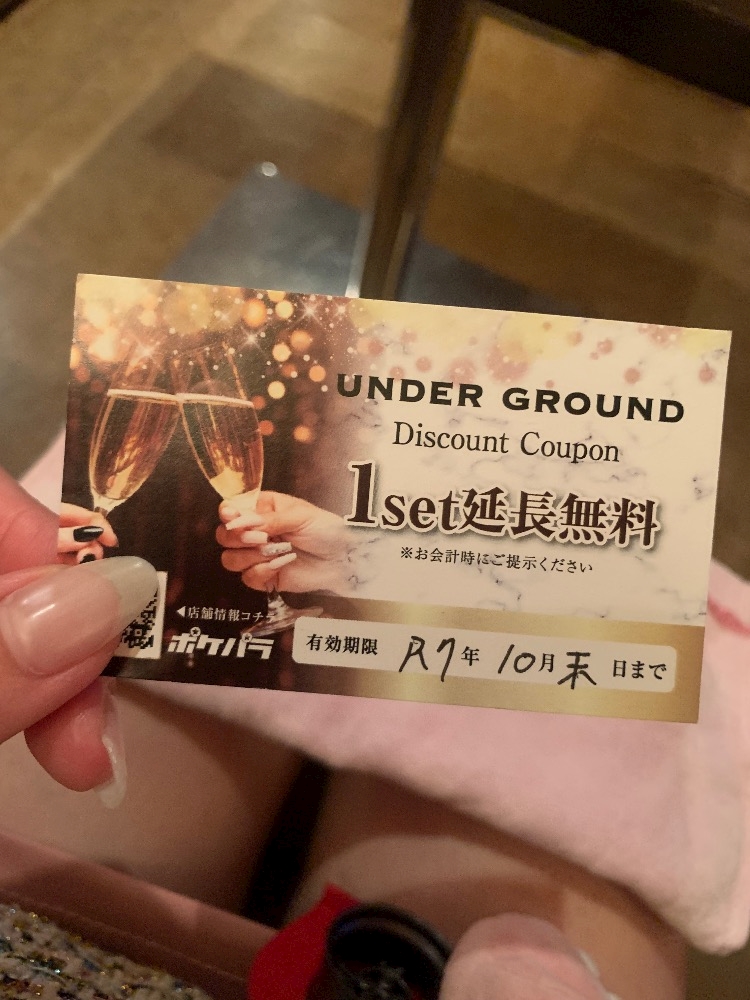 UNDER GROUND
Discount Coupon
1set延長無料
※お会計時にご提示ください
◀店舗情報コチラ
ポケパラ
有効期限 R7年 10月末日まで